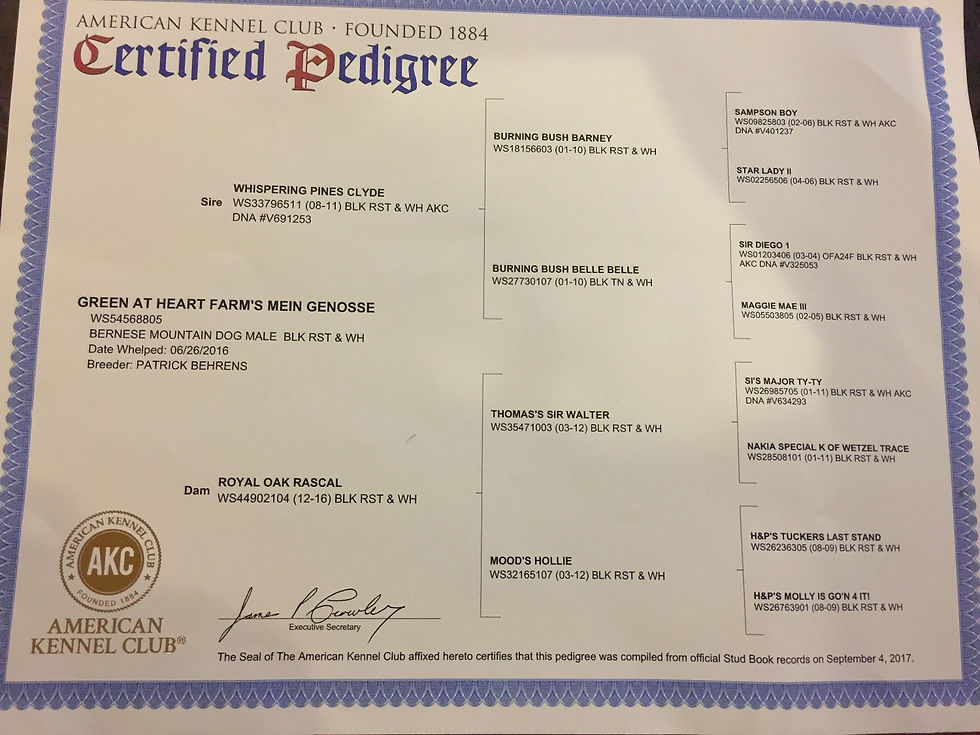 AMERICAN KENNEL CLUB · FOUNDED 1884
Certified Pedigree
SAMPSON BOY
WS09825803 (02-06) BLK RST & WH AKC
DNA #V401237
BURNING BUSH BARNEY
WS18156603 (01-10) BLK RST & WH
STAR LADY II
WS02256506 (04-06) BLK RST & WH
WHISPERING PINES CLYDE
Sire WS33796511 (08-11) BLK RST & WH AKC
DNA #V691253
SIR DIEGO 1
WS01203406 (03-04) OFA24F BLK RST & WH
AKC DNA #V325053
BURNING BUSH BELLE BELLE
WS27730107 (01-10) BLK TN & WH
MAGGIE MAE III
WS05503805 (02-05) BLK RST & WH
GREEN AT HEART FARM'S MEIN GENOSSE
WS54568805
BERNESE MOUNTAIN DOG MALE BLK RST & WH
Date Whelped: 06/26/2016
Breeder: PATRICK BEHRENS
SI'S MAJOR TY-TY
WS26985705 (01-11) BLK RST & WH AKC
DNA #V634293
THOMAS'S SIR WALTER
WS35471003 (03-12) BLK RST & WH
NAKIA SPECIAL K OF WETZEL TRACE
WS28508101 (01-11) BLK RST & WH
ROYAL OAK RASCAL
Dam WS44902104 (12-16) BLK RST & WH
H&P'S TUCKERS LAST STAND
WS26236305 (08-09) BLK RST & WH
MOOD'S HOLLIE
WS32165107 (03-12) BLK RST & WH
H&P'S MOLLY IS GO'N 4 IT!
WS26763901 (08-09) BLK RST & WH
AMERICAN KENNEL CLUB
AKC
FOUNDED 1884
AMERICAN
KENNEL CLUB®
James P Crowley
Executive Secretary
The Seal of The American Kennel Club affixed hereto certifies that this pedigree was compiled from official Stud Book records on September 4, 2017.